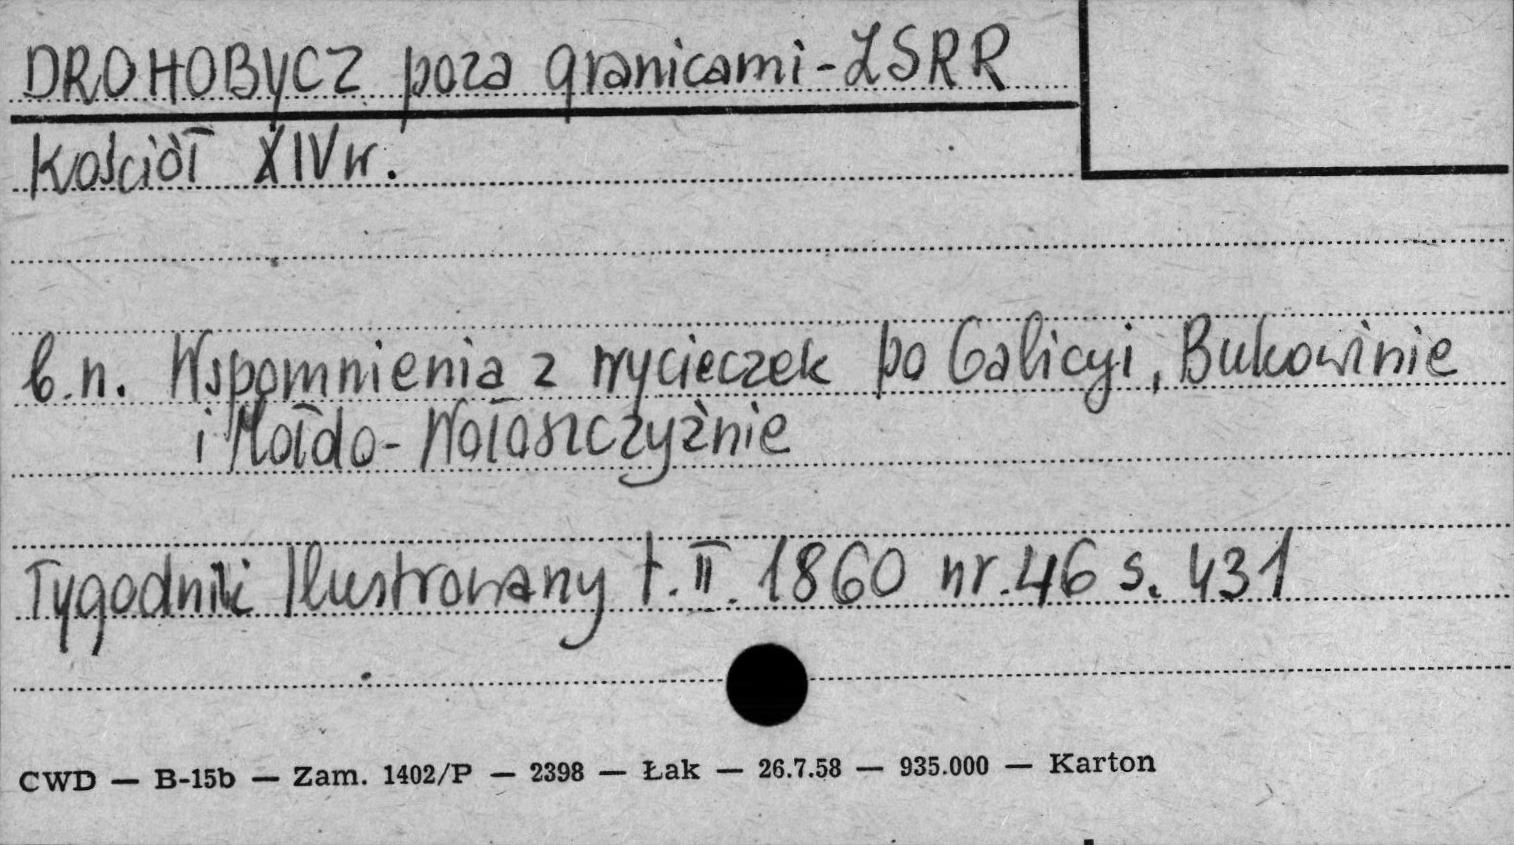 DROHOBYCZ poza granicami-ZSRR
Kościół XIV w.
b.n. Wspomnienia z wycieczek po Galicyi, Bukowinie
i Mołdo-Wołoszczyźnie
Tygodnik Ilustrowany t. II. 1860 nr. 46 s. 431
CWD — B-15b — Zam. 1402/P — 2398 — Łak — 26.7.58 — 935.000 — Karton